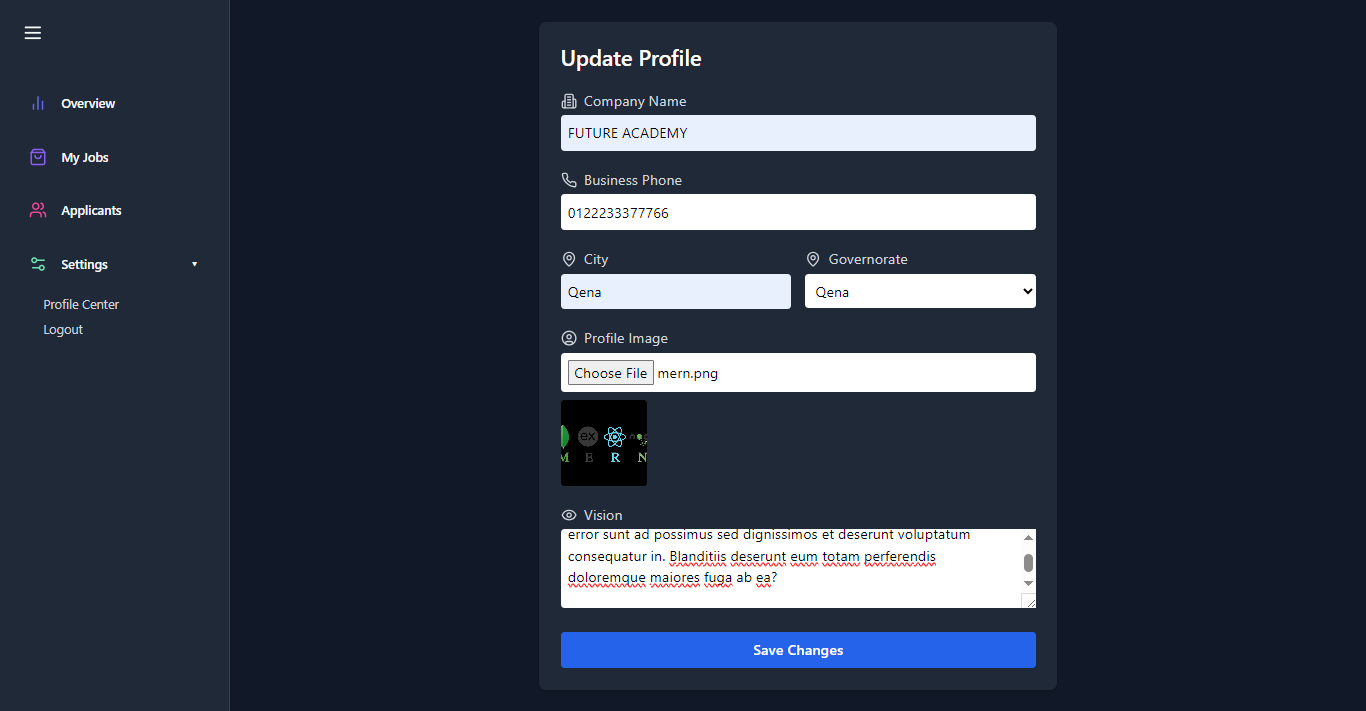 Overview
My Jobs
Applicants
Settings
Profile Center
Logout
Update Profile
Company Name
FUTURE ACADEMY
Business Phone
0122233377766
City
Governorate
Qena
Qena
Profile Image
Choose File mern.png
ex
M E R N
Vision
error sunt ad possimus sed dignissimos et deserunt voluptatum
consequatur in. Blanditiis deserunt eum totam perferendis
doloremque maiores fuga ab ea?
Save Changes